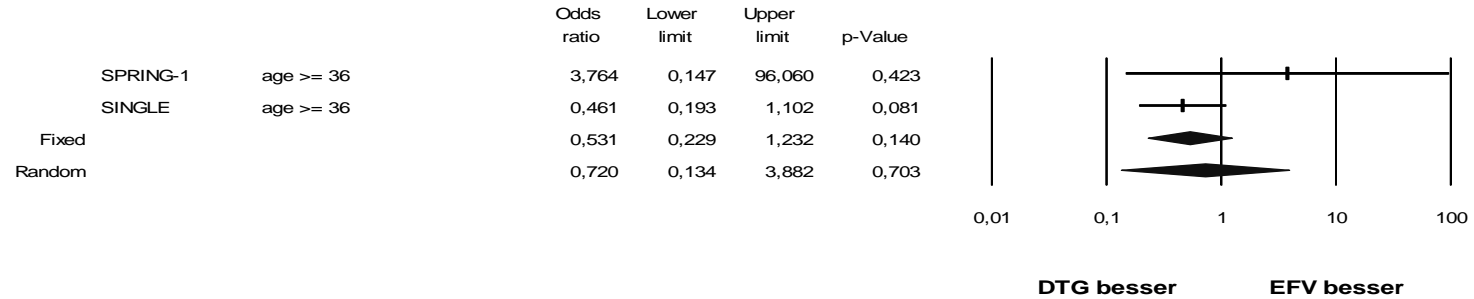 Odds Lower Upper
ratio limit limit p-Value
SPRING-1 age >= 36 3,764 0,147 96,060 0,423
SINGLE age >= 36 0,461 0,193 1,102 0,081
Fixed 0,531 0,229 1,232 0,140
Random 0,720 0,134 3,882 0,703
0,01 0,1 1 10 100
DTG besser EFV besser